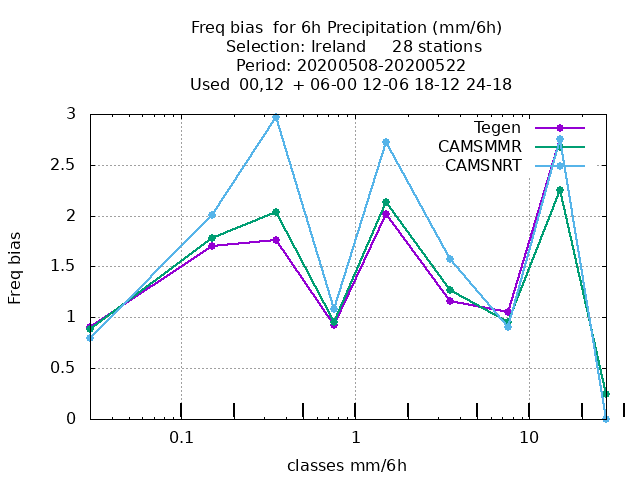 Freq bias  for 6h Precipitation (mm/6h)
Selection: Ireland     28 stations
Period: 20200508-20200522
Used  00,12  + 06-00 12-06 18-12 24-18
Tegen
CAMSMMR
CAMSNRT
3
2.5
2
1.5
1
0.5
0
Freq bias
0.1 1 10
classes mm/6h